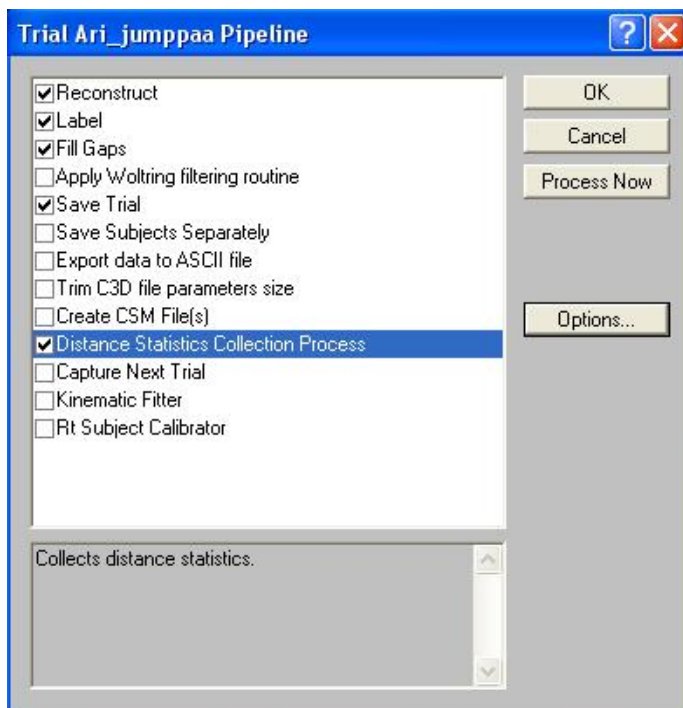 Trial Ari_jumppaa Pipeline
Reconstruct
Label
Fill Gaps
Apply Woltring filtering routine
Save Trial
Save Subjects Separately
Export data to ASCII file
Trim C3D file parameters size
Create CSM File(s)
Distance Statistics Collection Process
Capture Next Trial
Kinematic Fitter
Rt Subject Calibrator
OK
Cancel
Process Now
Options...
Collects distance statistics.